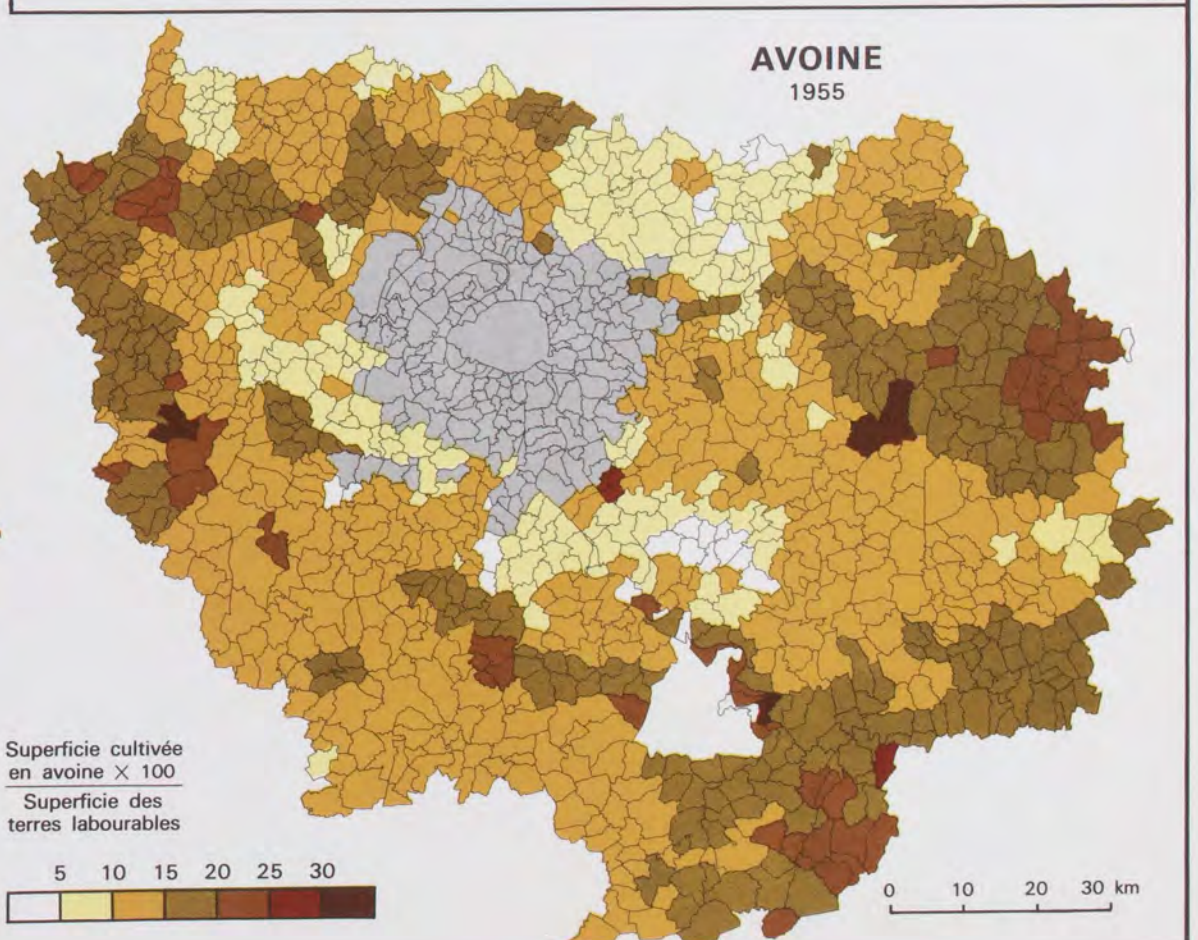 AVOINE
1955
Superficie cultivée
en avoine X 100
Superficie des
terres labourables
5 10 15 20 25 30
0 10 20 30 km